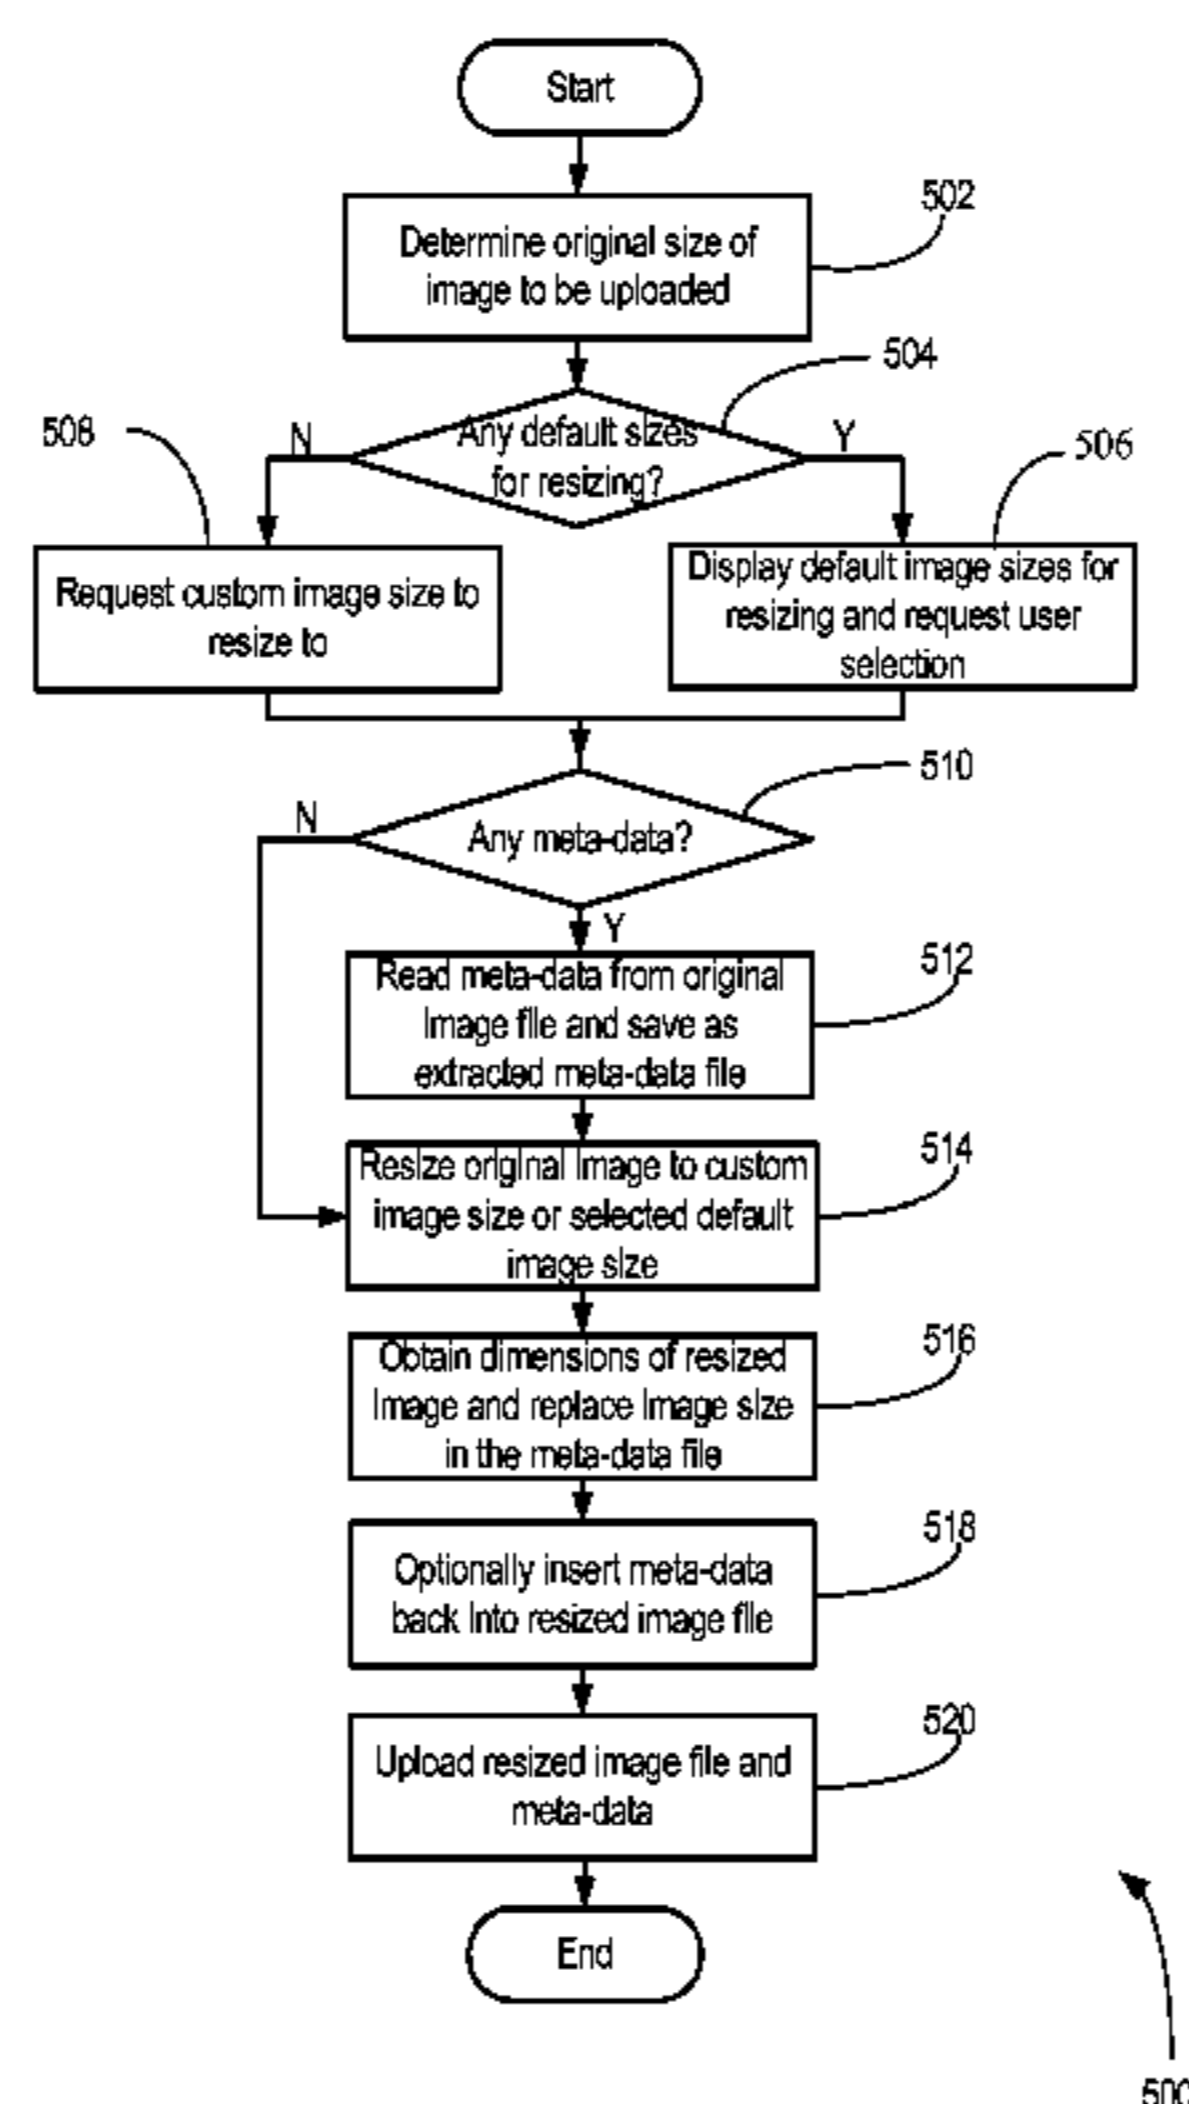 Start
502
Determine original size of
image to be uploaded
504
508
N
Any default sizes
for resizing?
Y
506
Request custom image size to
resize to
Display default image sizes for
resizing and request user
selection
510
N
Any meta-data?
Y
512
Read meta-data from original
image file and save as
extracted meta-data file
514
Resize original image to custom
image size or selected default
image size
516
Obtain dimensions of resized
image and replace image size
in the meta-data file
518
Optionally insert meta-data
back into resized image file
520
Upload resized image file and
meta-data
End
500